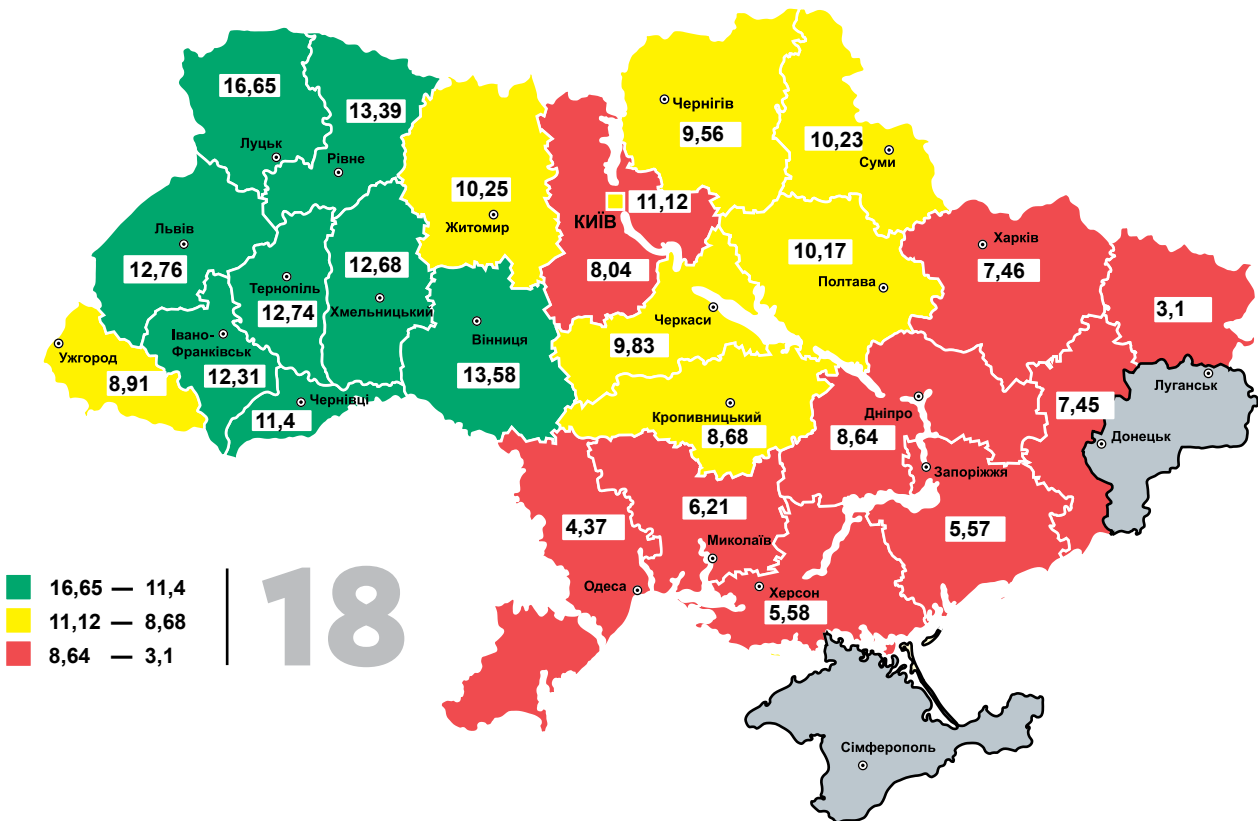 16,65
Луцьк
13,39
Рівне
Львів
12,76
Тернопіль
12,74
12,68
Хмельницький
Івано-
Франківськ
12,31
Ужгород
8,91
Чернівці
11,4
10,25
Житомир
Вінниця
13,58
КИЇВ
11,12
8,04
Чернігів
9,56
10,23
Суми
10,17
Полтава
Черкаси
9,83
Кропивницький
8,68
Харків
7,46
3,1
Луганськ
7,45
Донецьк
Дніпро
8,64
Запоріжжя
5,57
4,37
Одеса
6,21
Миколаїв
Херсон
5,58
Сімферополь
16,65 — 11,4
11,12 — 8,68
8,64 — 3,1
18